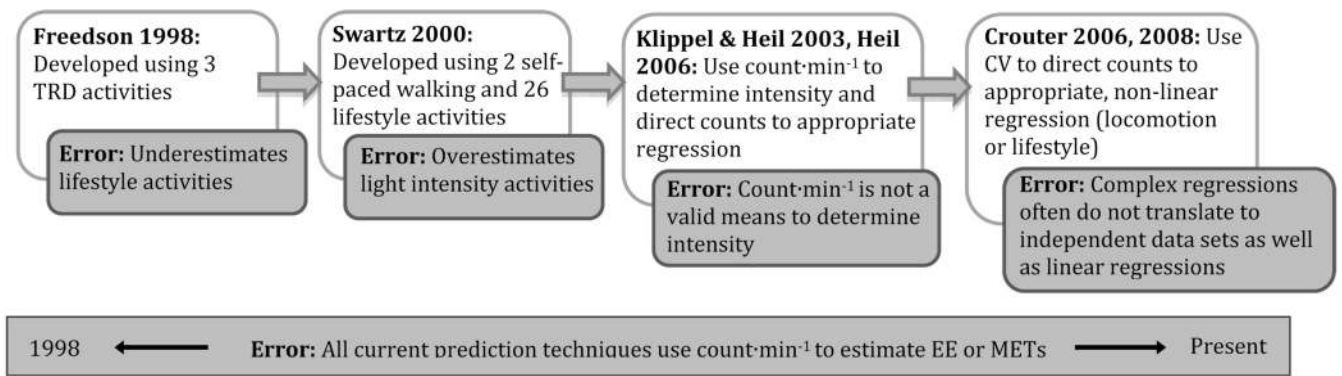 Freedson 1998:
Developed using 3
TRD activities
Error: Underestimates
lifestyle activities
Swartz 2000:
Developed using 2 self-
paced walking and 26
lifestyle activities
Error: Overestimates
light intensity activities
Klippel & Heil 2003, Heil
2006: Use count·min⁻¹ to
determine intensity and
direct counts to appropriate
regression
Error: Count·min⁻¹ is not a
valid means to determine
intensity
Crouter 2006, 2008: Use
CV to direct counts to
appropriate, non-linear
regression (locomotion
or lifestyle)
Error: Complex regressions
often do not translate to
independent data sets as well
as linear regressions
1998 Error: All current prediction techniques use count·min⁻¹ to estimate EE or METs Present